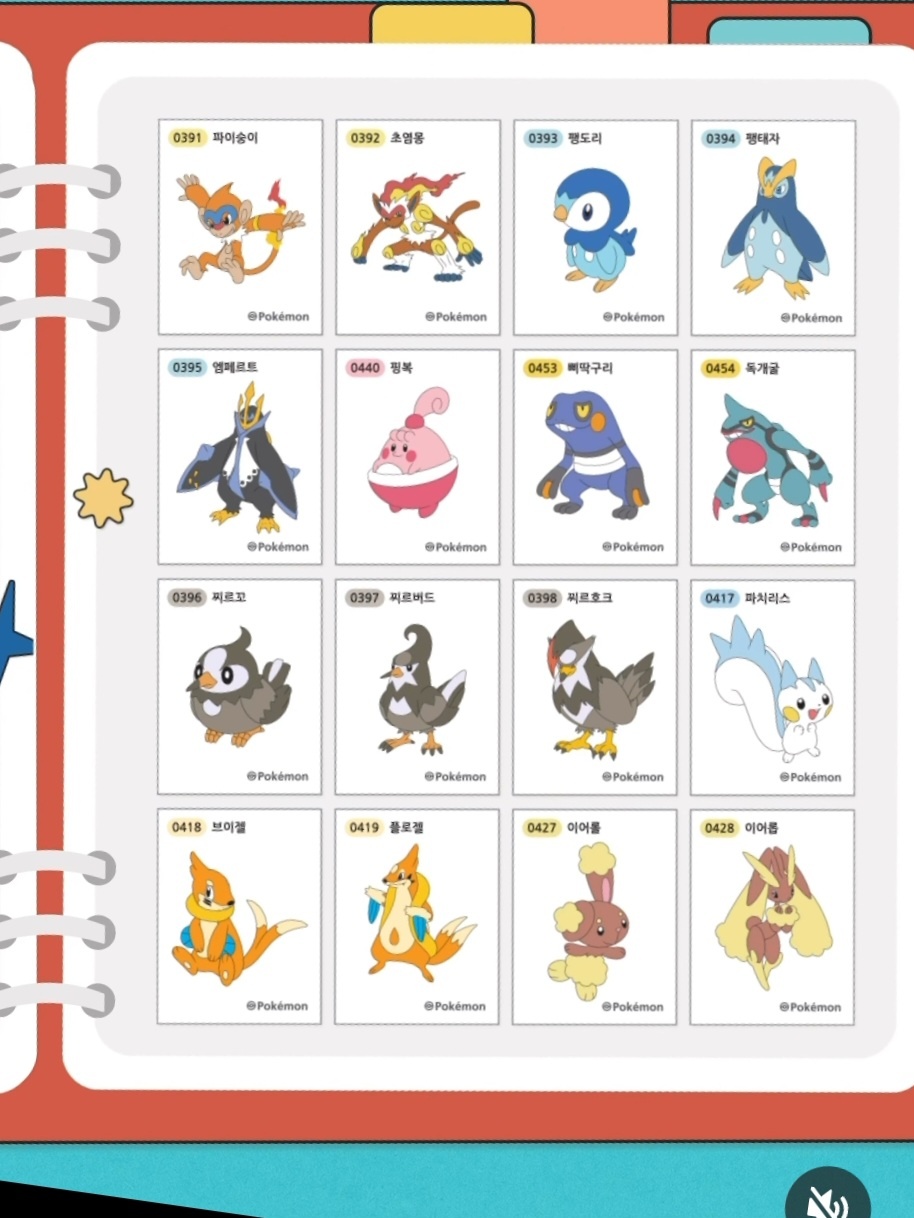 0391 파이숭이
Pokémon
0392 초염몽
Pokémon
0393 팽도리
Pokémon
0394 팽태자
Pokémon
0395 엠페르트
Pokémon
0440 핑복
Pokémon
0453 삐딱구리
Pokémon
0454 독개굴
Pokémon
0396 찌르꼬
Pokémon
0397 찌르버드
Pokémon
0398 찌르호크
Pokémon
0417 파치리스
Pokémon
0418 브이젤
Pokémon
0419 플로젤
Pokémon
0427 이어롤
Pokémon
0428 이어롭
Pokémon